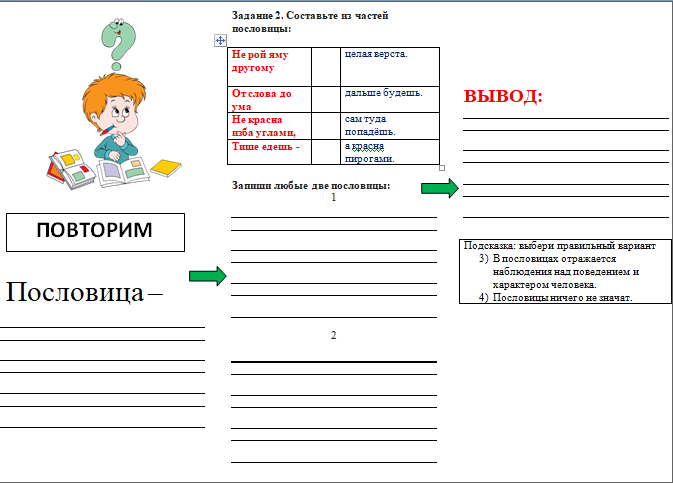 ПОВТОРИМ
Пословица –
Задание 2. Составьте из частей
пословицы:
Не рой яму
другому
целая верста.
От слова до
ума
дальше будешь.
Не красна
изба углами,
сам туда
попадёшь.
Тише едешь -
а красна
пирогами.
Запиши любые две пословицы:
1
2
ВЫВОД:
Подсказка: выбери правильный вариант
3) В пословицах отражается
наблюдения над поведением и
характером человека.
4) Пословицы ничего не значат.